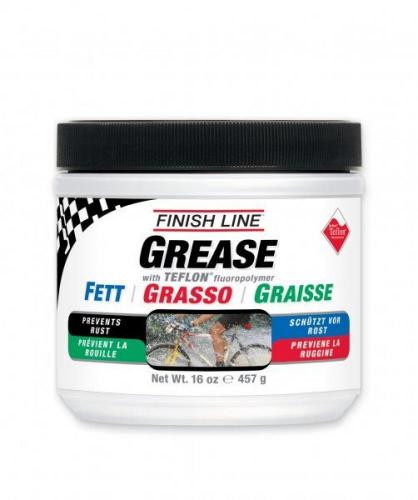 FINISH LINE
GREASE
with TEFLON® fluoropolymer
FETT | GRASSO | GRAISSE
PREVENTS
RUST
PRÉVIENT LA
ROUILLE
SCHÜTZT VOR
ROST
PREVIENE LA
RUGGINE
Net Wt. 16 oz ℮ 457 g
Teflon